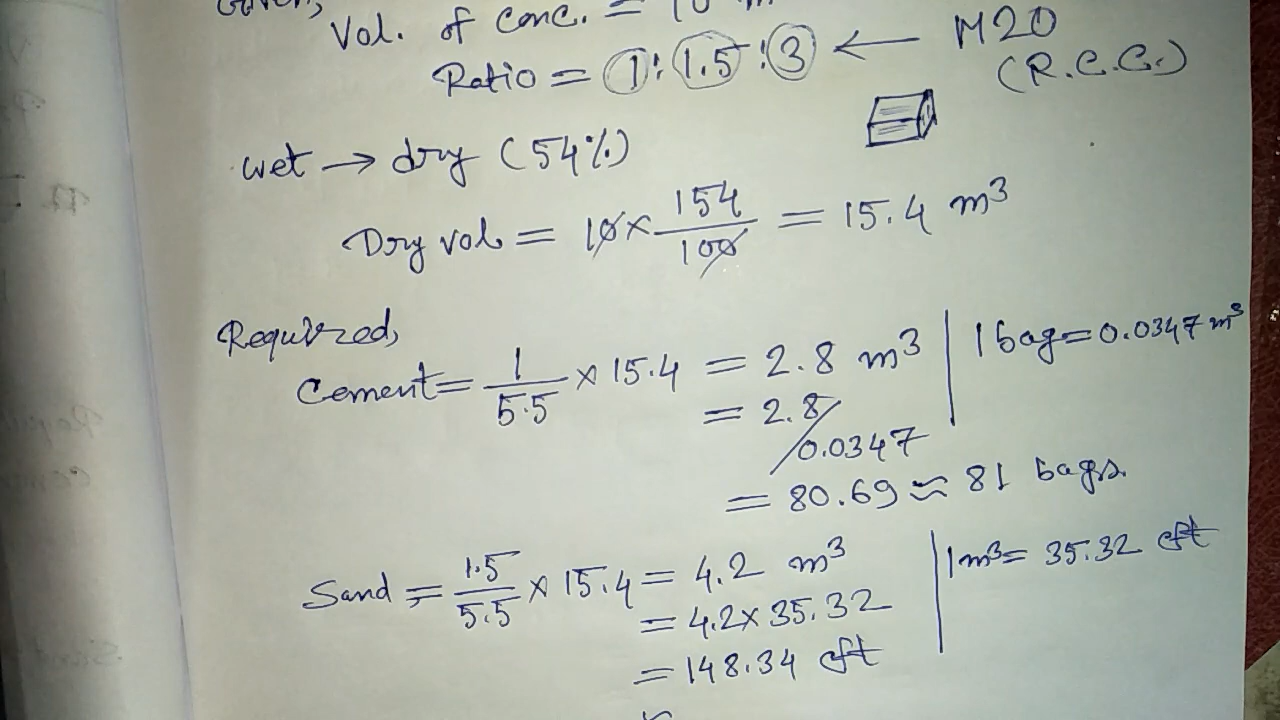 Given,
Vol. of conc. = 10 m
Ratio = 1 : 1.5 : 3 ← M20
(R.C.C.)
wet → dry (54%)
Dry vol. = 10 × 154/100 = 15.4 m³
Required,
Cement = 1/5.5 × 15.4 = 2.8 m³ | 1 bag = 0.0347 m³
= 2.8/0.0347
= 80.69 ≈ 81 bags.
Sand = 1.5/5.5 × 15.4 = 4.2 m³ | 1m³ = 35.32 cft
= 4.2 × 35.32
= 148.34 cft